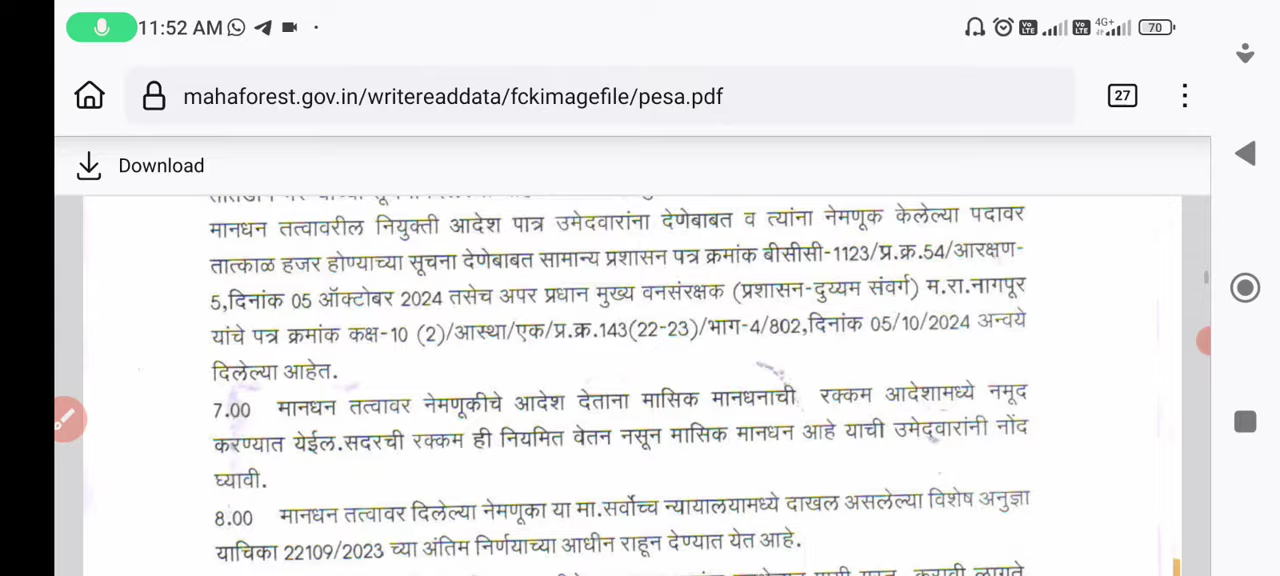 11:52 AM
4G+
70
mahaforest.gov.in/writereaddata/fckimagefile/pesa.pdf
27
Download
मानधन तत्वावरील नियुक्ती आदेश पात्र उमेदवारांना देणेबाबत व त्यांना नेमणूक केलेल्या पदावर
तात्काळ हजर होण्याच्या सूचना देणेबाबत सामान्य प्रशासन पत्र क्रमांक बीसीसी-1123/प्र.क्र.54/आरक्षण-
5,दिनांक 05 ऑक्टोबर 2024 तसेच अपर प्रधान मुख्य वनसंरक्षक (प्रशासन-दुय्यम संवर्ग) म.रा.नागपूर
यांचे पत्र क्रमांक कक्ष-10 (2)/आस्था/एक/प्र.क्र.143(22-23)/भाग-4/802,दिनांक 05/10/2024 अन्वये
दिलेल्या आहेत.
7.00 मानधन तत्वावर नेमणूकीचे आदेश देताना मासिक मानधनाची रक्कम आदेशामध्ये नमूद
करण्यात येईल.सदरची रक्कम ही नियमित वेतन नसून मासिक मानधन आहे याची उमेदवारांनी नोंद
घ्यावी.
8.00 मानधन तत्वावर दिलेल्या नेमणूका या मा.सर्वोच्च न्यायालयामध्ये दाखल असलेल्या विशेष अनुज्ञा
याचिका 22109/2023 च्या अंतिम निर्णयाच्या आधीन राहून देण्यात येत आहे.